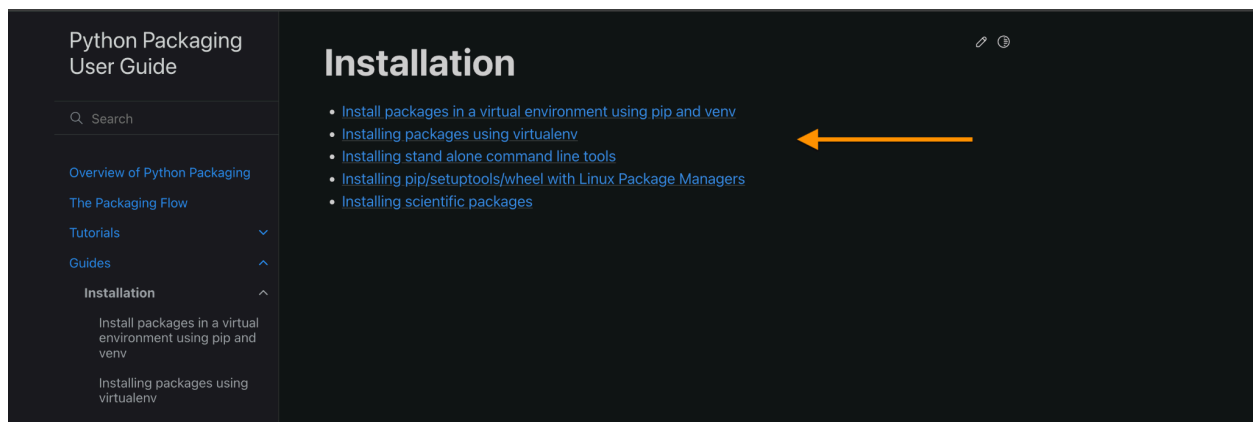 Python Packaging
User Guide
Search
Overview of Python Packaging
The Packaging Flow
Tutorials
Guides
Installation
Install packages in a virtual
environment using pip and
venv
Installing packages using
virtualenv
Installation
Install packages in a virtual environment using pip and venv
Installing packages using virtualenv
Installing stand alone command line tools
Installing pip/setuptools/wheel with Linux Package Managers
Installing scientific packages